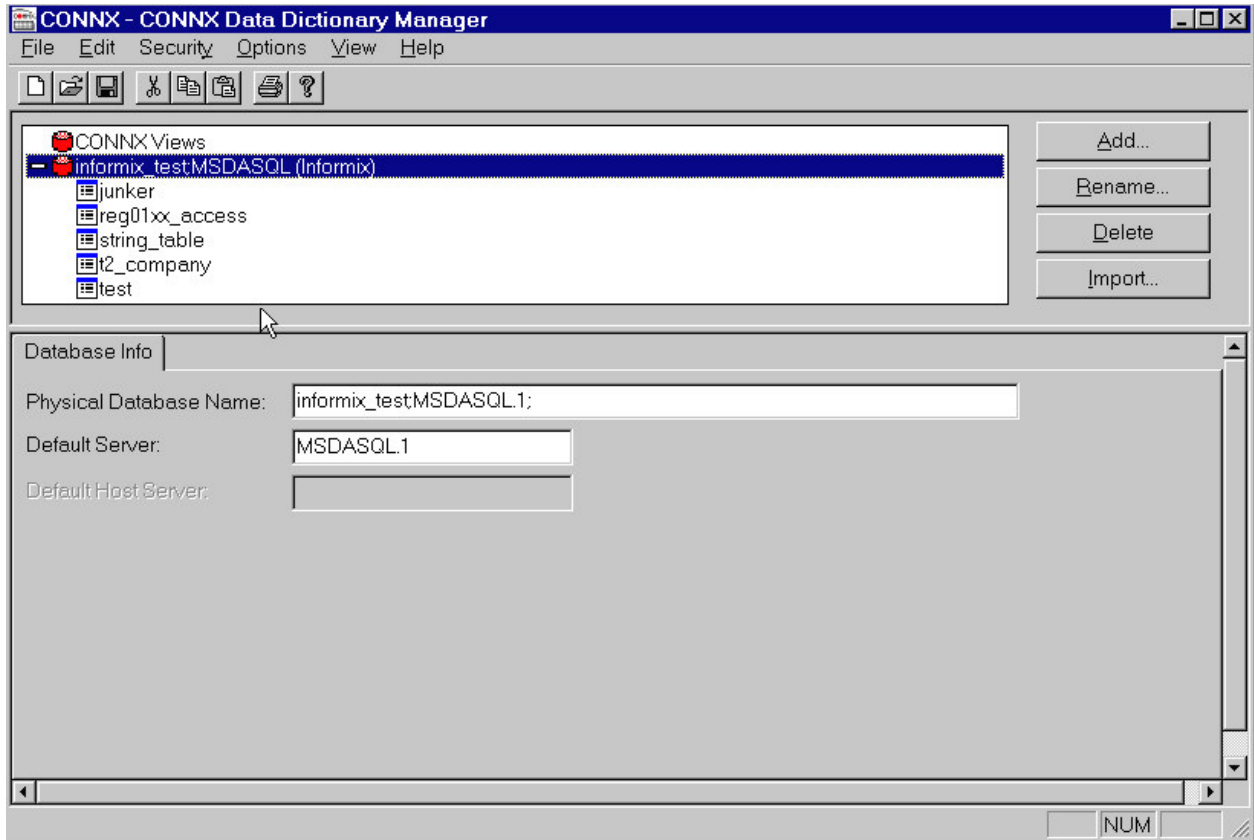 CONNX - CONNX Data Dictionary Manager
File Edit Security Options View Help
CONNX Views
informix_test;MSDASQL (Informix)
junker
reg01xx_access
string_table
t2_company
test
Add...
Rename...
Delete
Import...
Database Info
Physical Database Name: informix_test;MSDASQL.1;
Default Server: MSDASQL.1
Default Host Server:
NUM